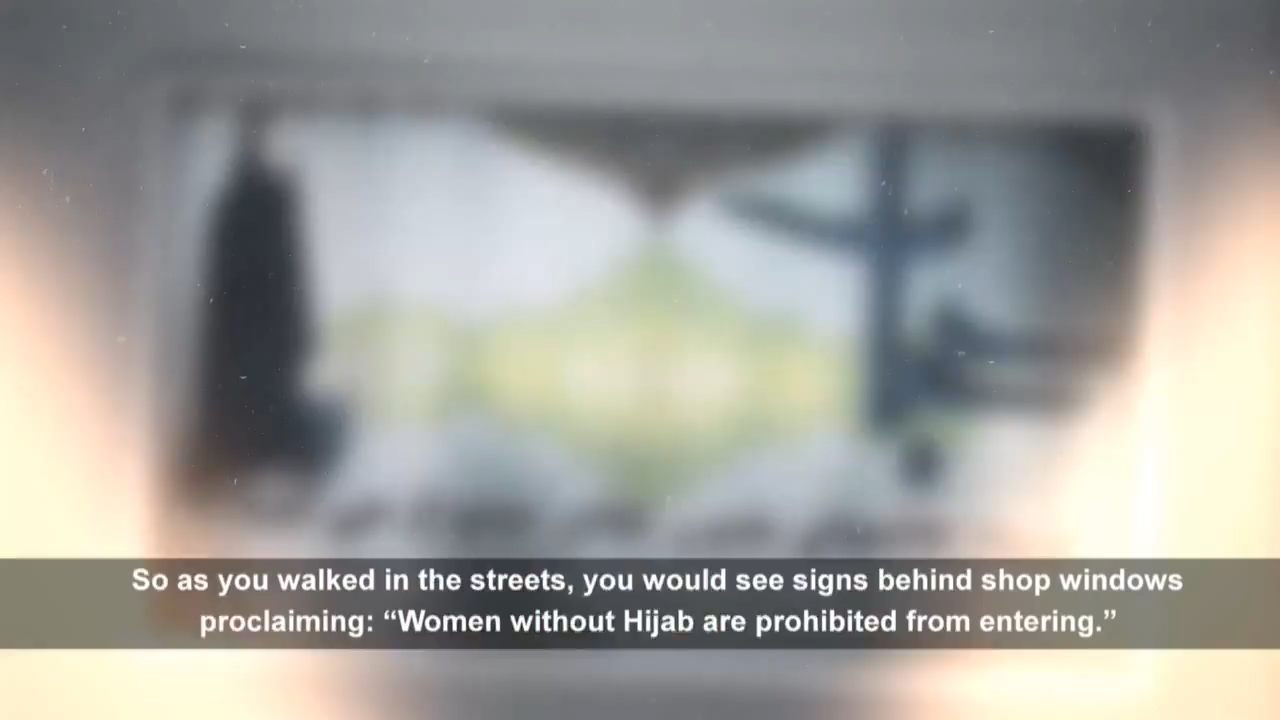 So as you walked in the streets, you would see signs behind shop windows
proclaiming: “Women without Hijab are prohibited from entering.”